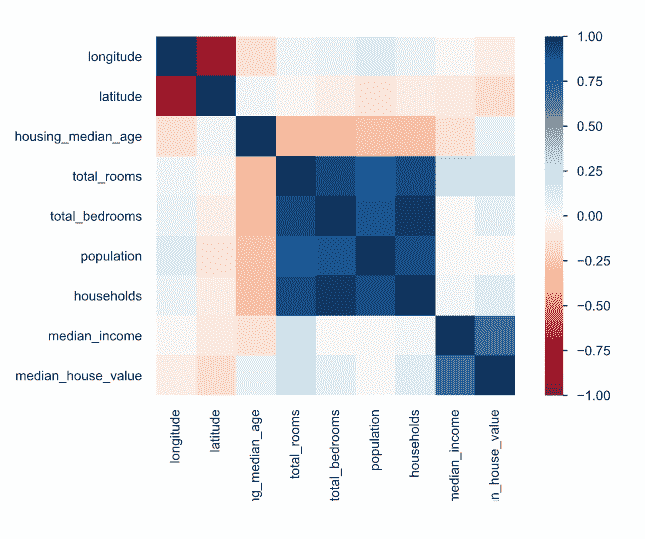 longitude
latitude
housing_median_age
total_rooms
total_bedrooms
population
households
median_income
median_house_value
1.00
0.75
0.50
0.25
0.00
−0.25
−0.50
−0.75
−1.00
longitude
latitude
ng_median_age
total_rooms
total_bedrooms
population
households
median_income
n_house_value